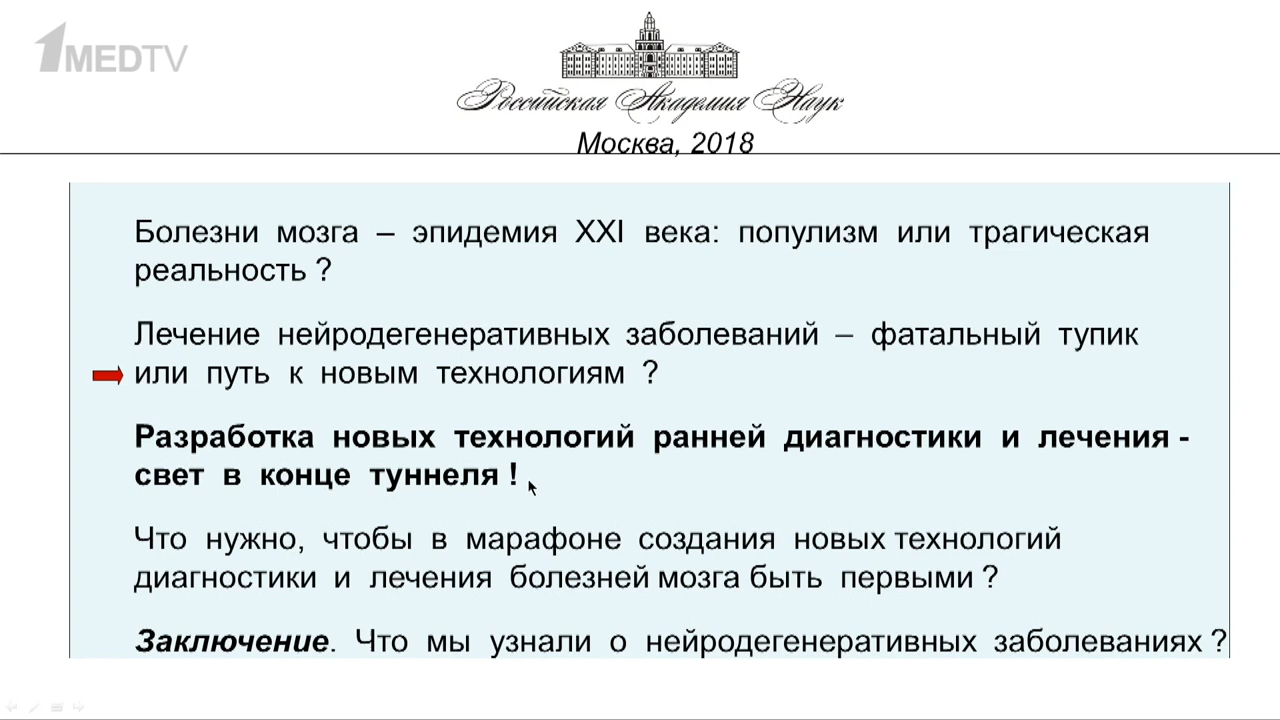 1MEDTV
Российская Академия Наук
Москва, 2018
Болезни мозга – эпидемия XXI века: популизм или трагическая
реальность ?
Лечение нейродегенеративных заболеваний – фатальный тупик
или путь к новым технологиям ?
Разработка новых технологий ранней диагностики и лечения -
свет в конце туннеля !
Что нужно, чтобы в марафоне создания новых технологий
диагностики и лечения болезней мозга быть первыми ?
Заключение. Что мы узнали о нейродегенеративных заболеваниях ?